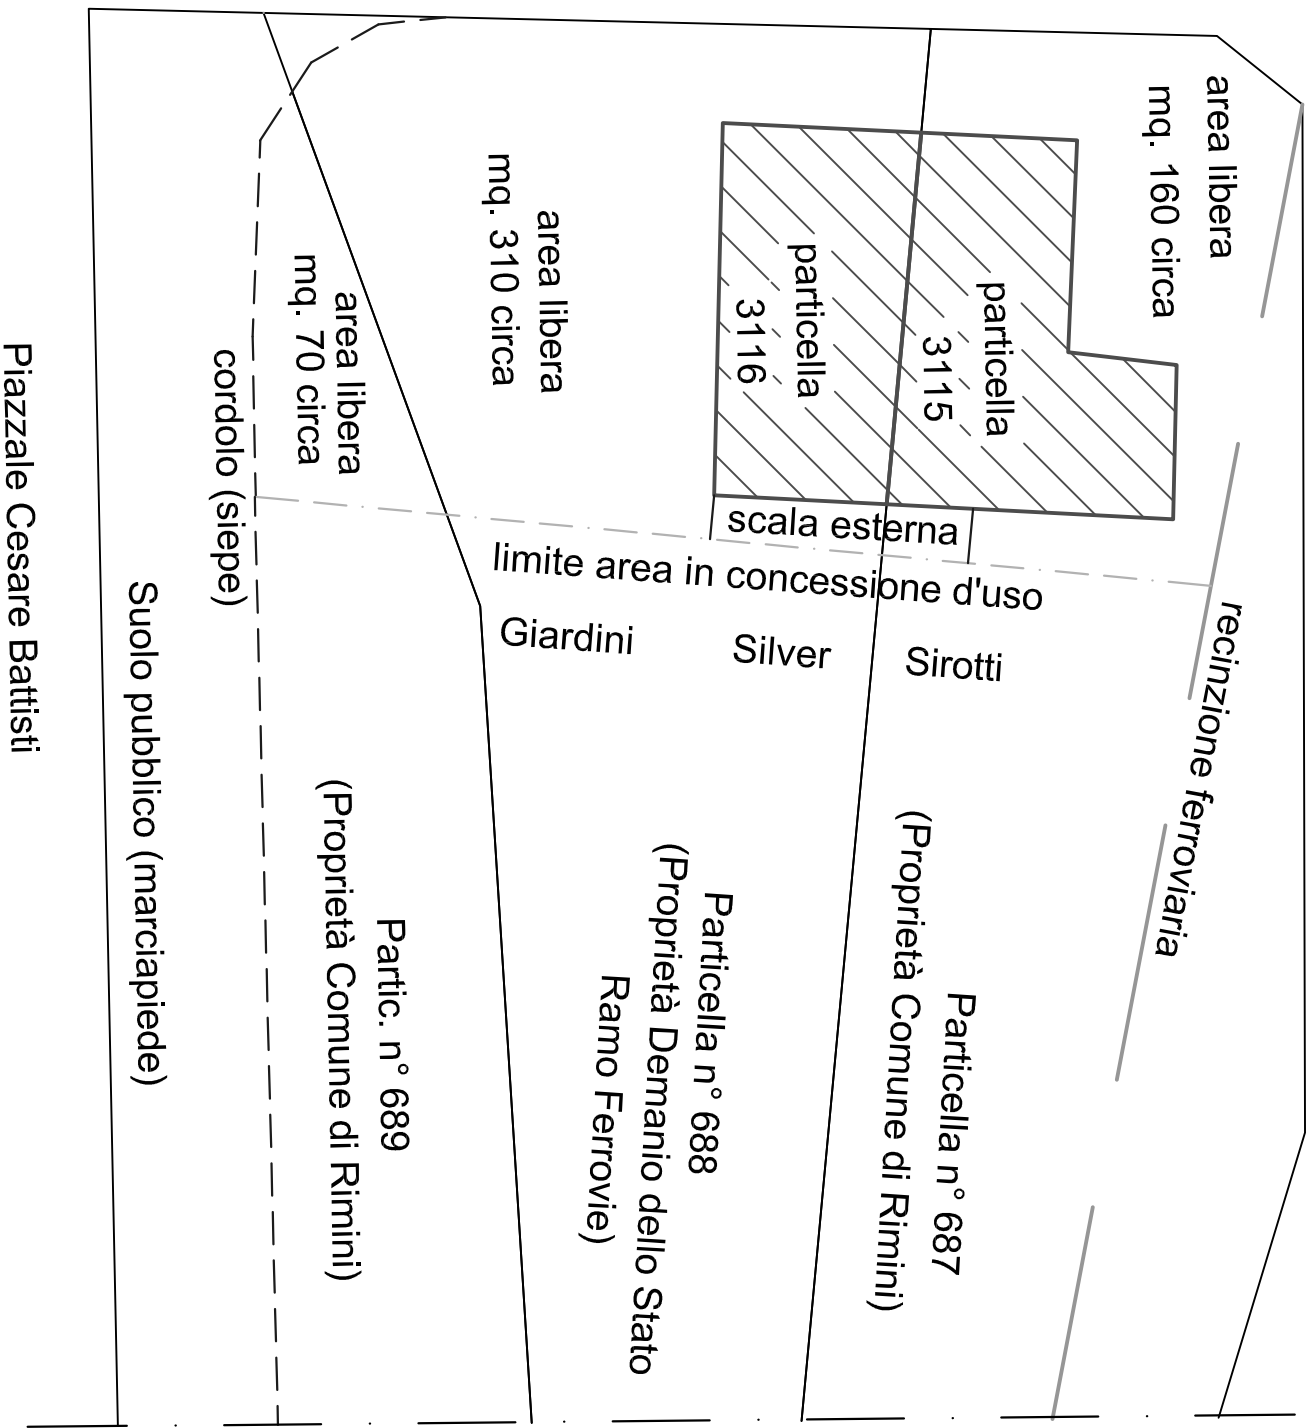 area libera
mq. 160 circa
particella
3115
particella
3116
area libera
mq. 310 circa
area libera
mq. 70 circa
cordolo (siepe)
scala esterna
limite area in concessione d'uso
Giardini Silver Sirotti
recinzione ferroviaria
Particella n° 687
(Proprietà Comune di Rimini)
Particella n° 688
(Proprietà Demanio dello Stato
Ramo Ferrovie)
Partic. n° 689
(Proprietà Comune di Rimini)
Suolo pubblico (marciapiede)
Piazzale Cesare Battisti